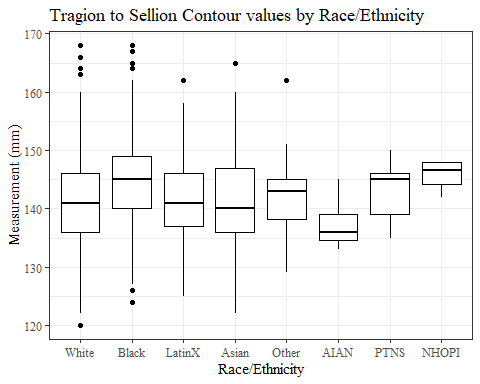 Tragion to Sellion Contour values by Race/Ethnicity
Measurement (mm)
170
160
150
140
130
120
White Black LatinX Asian Other AIAN PTNS NHOPI
Race/Ethnicity